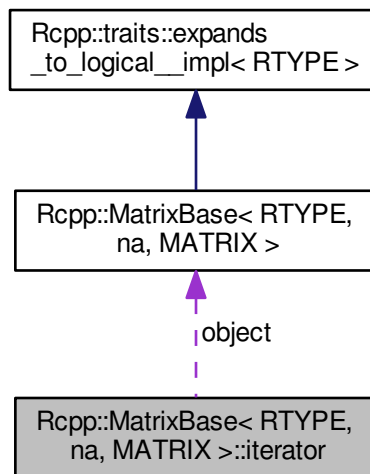 Rcpp::traits::expands
_to_logical__impl< RTYPE >
Rcpp::MatrixBase< RTYPE,
na, MATRIX >
object
Rcpp::MatrixBase< RTYPE,
na, MATRIX >::iterator